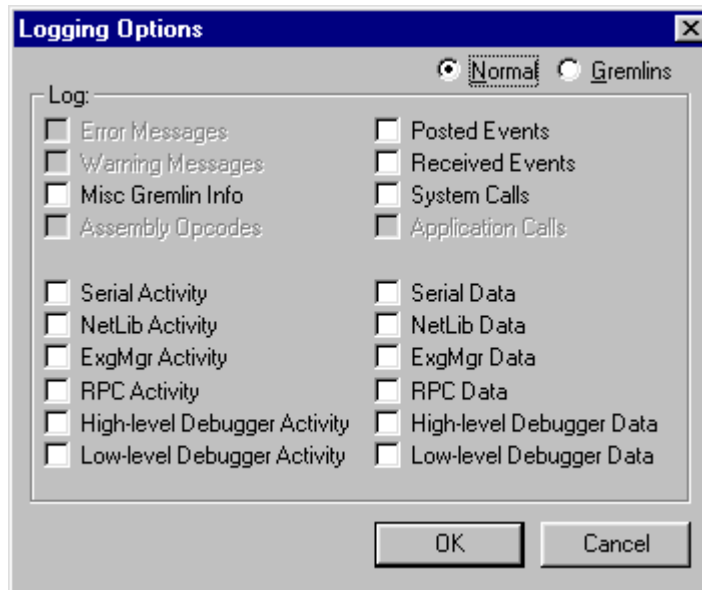 Logging Options
Normal Gremlins
Log:
Error Messages Posted Events
Warning Messages Received Events
Misc Gremlin Info System Calls
Assembly Opcodes Application Calls
Serial Activity Serial Data
NetLib Activity NetLib Data
ExgMgr Activity ExgMgr Data
RPC Activity RPC Data
High-level Debugger Activity High-level Debugger Data
Low-level Debugger Activity Low-level Debugger Data
OK Cancel